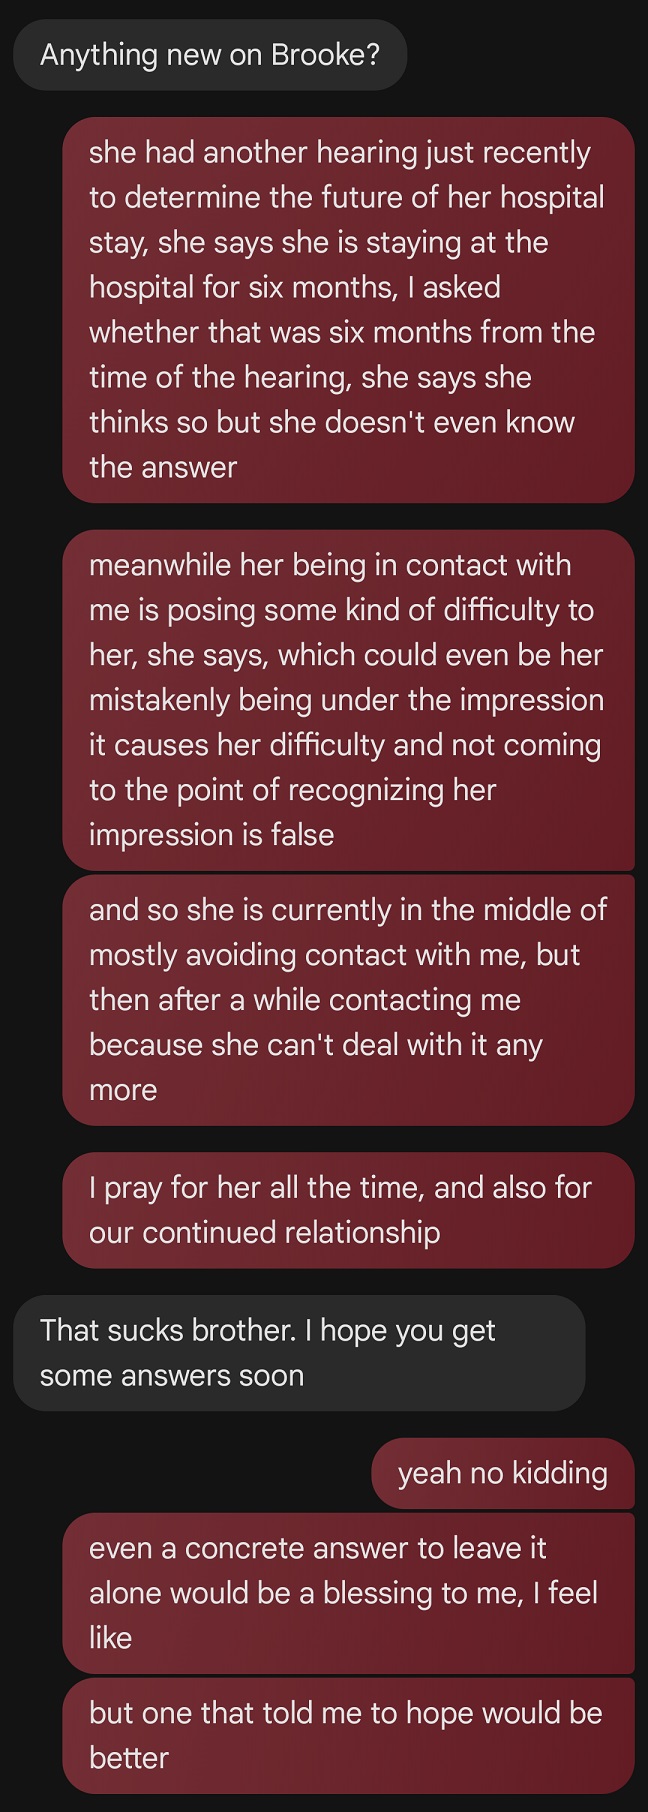 Anything new on Brooke?
she had another hearing just recently
to determine the future of her hospital
stay, she says she is staying at the
hospital for six months, I asked
whether that was six months from the
time of the hearing, she says she
thinks so but she doesn't even know
the answer
meanwhile her being in contact with
me is posing some kind of difficulty to
her, she says, which could even be her
mistakenly being under the impression
it causes her difficulty and not coming
to the point of recognizing her
impression is false
and so she is currently in the middle of
mostly avoiding contact with me, but
then after a while contacting me
because she can't deal with it any
more
I pray for her all the time, and also for
our continued relationship
That sucks brother. I hope you get
some answers soon
yeah no kidding
even a concrete answer to leave it
alone would be a blessing to me, I feel
like
but one that told me to hope would be
better